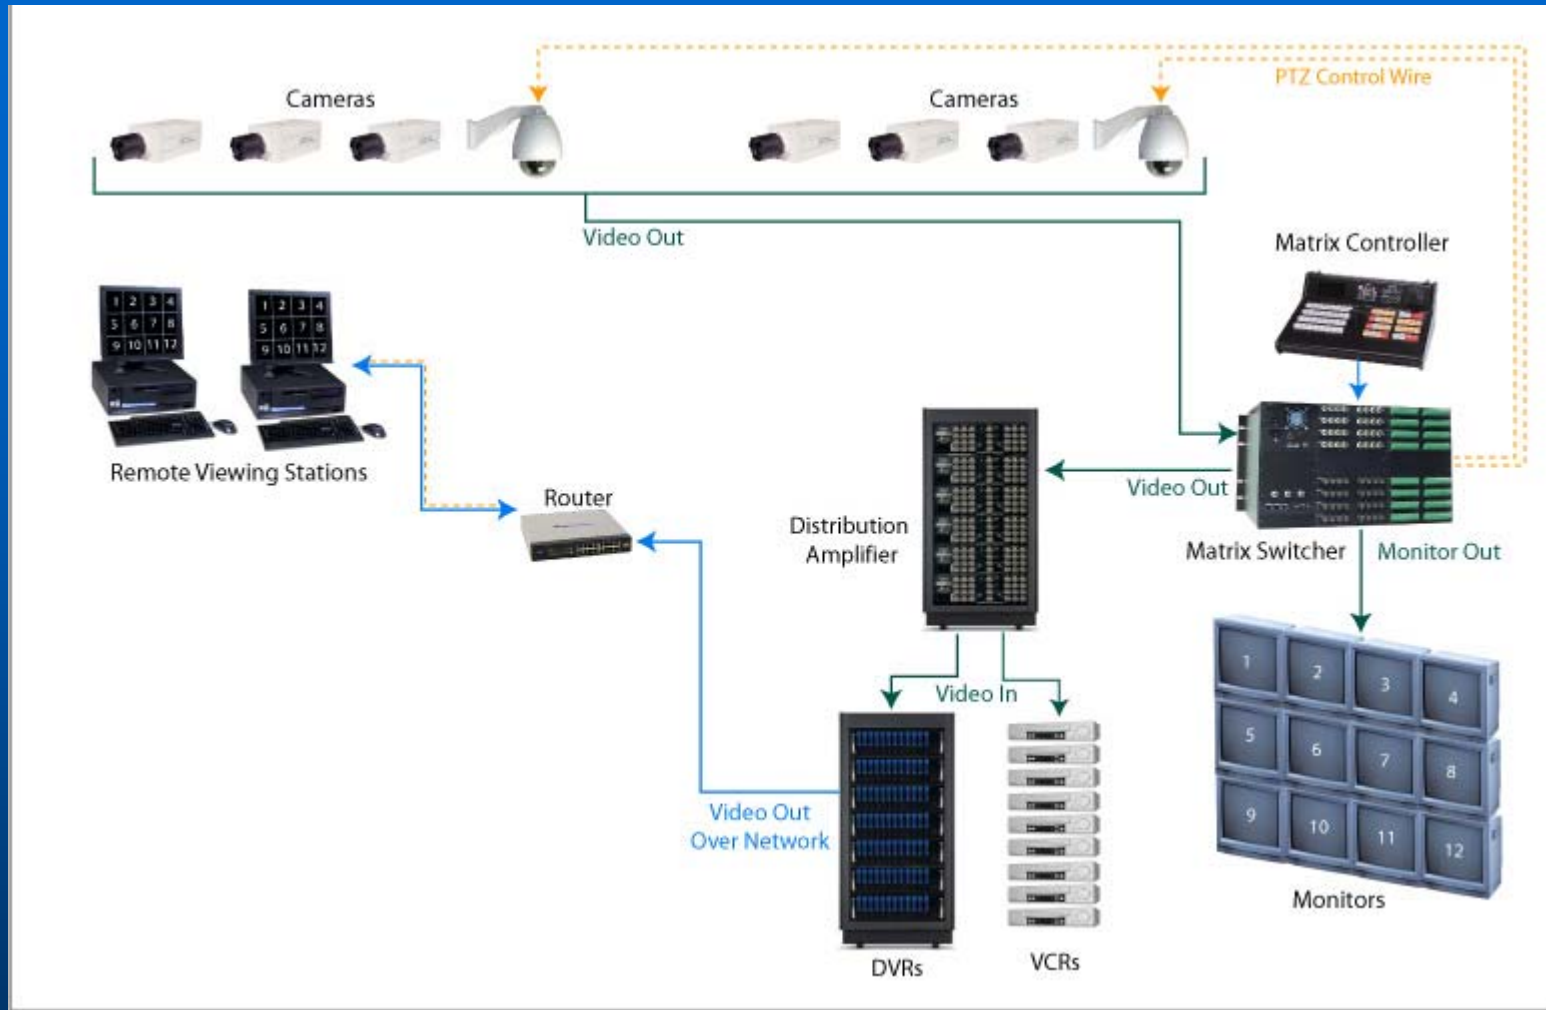 PTZ Control Wire
Cameras
Cameras
Video Out
Matrix Controller
1 2 3 4
5 6 7 8
9 10 11 12
1 2 3 4
5 6 7 8
9 10 11 12
Remote Viewing Stations
Router
Distribution
Amplifier
Video Out
Matrix Switcher
Monitor Out
Video In
1 2 3 4
5 6 7 8
9 10 11 12
Monitors
Video Out
Over Network
DVRs
VCRs